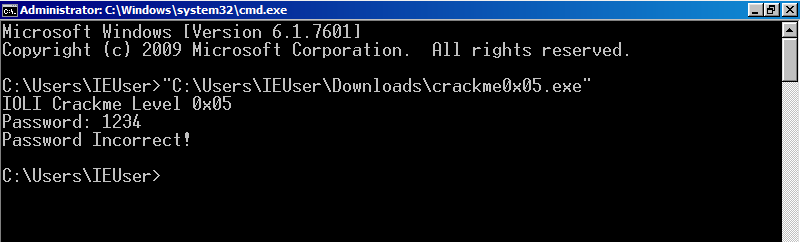 Administrator: C:\Windows\system32\cmd.exe
Microsoft Windows [Version 6.1.7601]
Copyright (c) 2009 Microsoft Corporation.  All rights reserved.
C:\Users\IEUser>"C:\Users\IEUser\Downloads\crackme0x05.exe"
IOLI Crackme Level 0x05
Password: 1234
Password Incorrect!
C:\Users\IEUser>